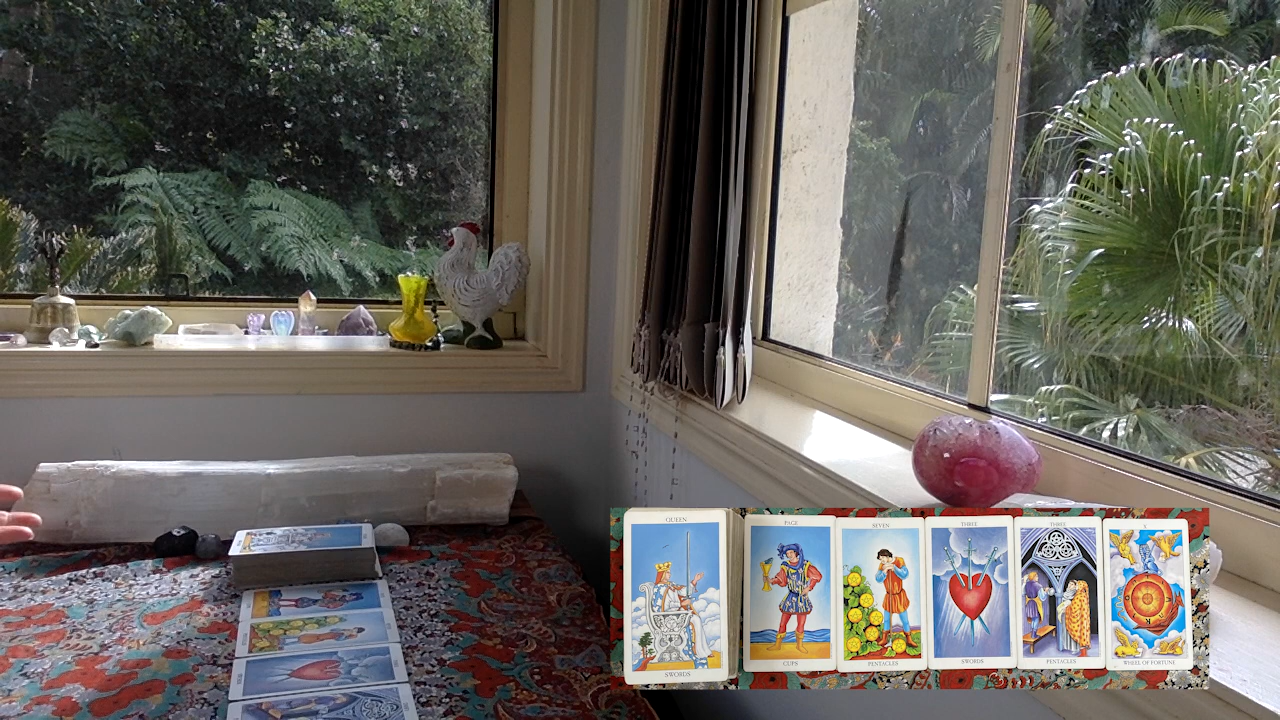 QUEEN
SWORDS
PAGE
CUPS
SEVEN
PENTACLES
THREE
SWORDS
THREE
PENTACLES
X
WHEEL OF FORTUNE